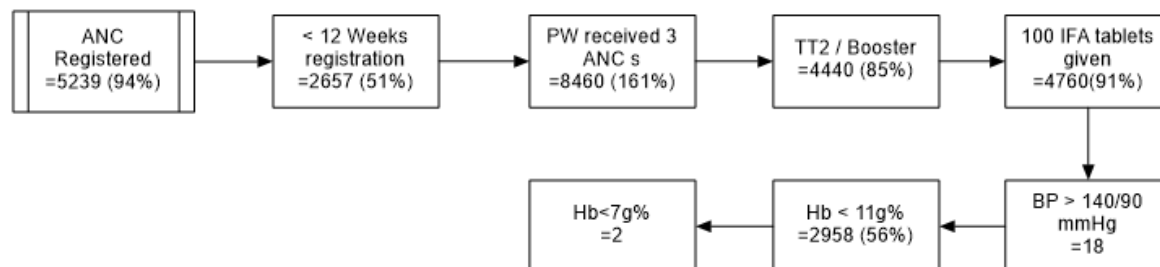 ANC
Registered
=5239 (94%)
< 12 Weeks
registration
=2657 (51%)
PW received 3
ANC s
=8460 (161%)
TT2 / Booster
=4440 (85%)
100 IFA tablets
given
=4760(91%)
BP > 140/90
mmHg
=18
Hb < 11g%
=2958 (56%)
Hb<7g%
=2